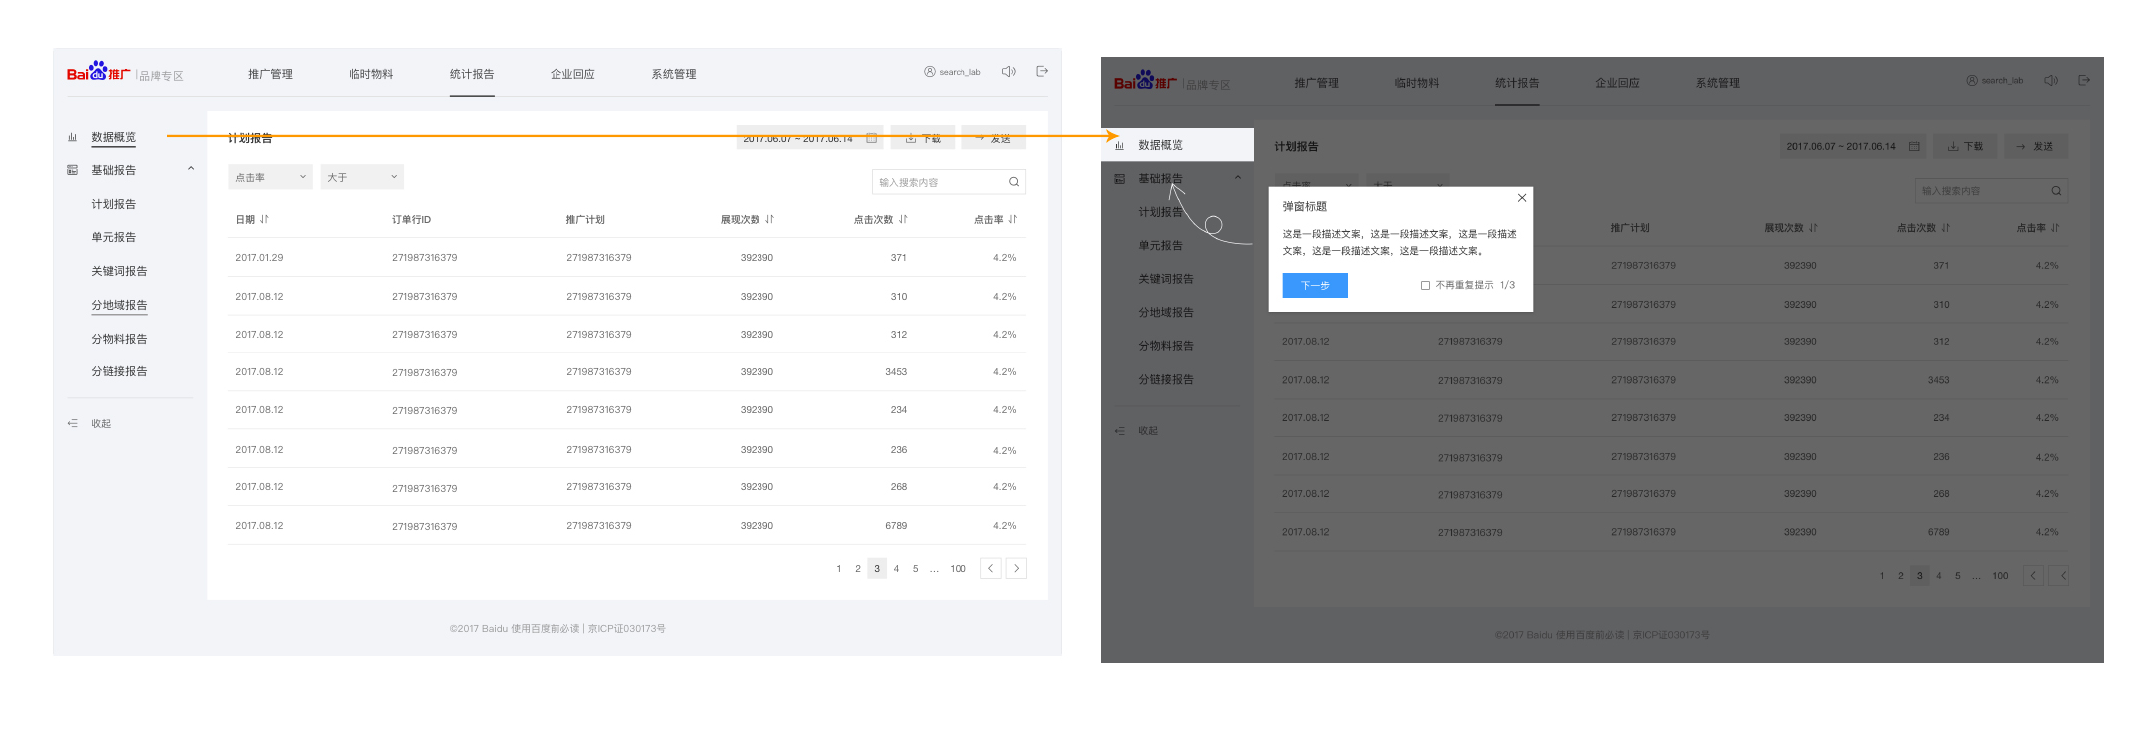 Baidu推广 品牌专区 推广管理 临时物料 统计报告 企业回应 系统管理 search_lab
数据概览
基础报告
计划报告
单元报告
关键词报告
分地域报告
分物料报告
分链接报告
收起
计划报告 2017.06.07 ~ 2017.06.14 下载 → 发送
点击率 大于 输入搜索内容
日期 订单行ID 推广计划 展现次数 点击次数 点击率
2017.01.29 271987316379 271987316379 392390 371 4.2%
2017.08.12 271987316379 271987316379 392390 310 4.2%
2017.08.12 271987316379 271987316379 392390 312 4.2%
2017.08.12 271987316379 271987316379 392390 3453 4.2%
2017.08.12 271987316379 271987316379 392390 234 4.2%
2017.08.12 271987316379 271987316379 392390 236 4.2%
2017.08.12 271987316379 271987316379 392390 268 4.2%
2017.08.12 271987316379 271987316379 392390 6789 4.2%
1 2 3 4 5 ... 100 < >
©2017 Baidu 使用百度前必读 | 京ICP证030173号
Baidu推广 品牌专区 推广管理 临时物料 统计报告 企业回应 系统管理 search_lab
数据概览
基础报告
计划报告
单元报告
关键词报告
分地域报告
分物料报告
分链接报告
收起
计划报告 2017.06.07 ~ 2017.06.14 下载 → 发送
输入搜索内容
弹窗标题
这是一段描述文案，这是一段描述文案，这是一段描述
文案，这是一段描述文案，这是一段描述文案。
下一步 不再重复提示 1/3
推广计划 展现次数 点击次数 点击率
271987316379 392390 371 4.2%
271987316379 392390 310 4.2%
2017.08.12 271987316379 271987316379 392390 312 4.2%
2017.08.12 271987316379 271987316379 392390 3453 4.2%
2017.08.12 271987316379 271987316379 392390 234 4.2%
2017.08.12 271987316379 271987316379 392390 236 4.2%
2017.08.12 271987316379 271987316379 392390 268 4.2%
2017.08.12 271987316379 271987316379 392390 6789 4.2%
1 2 3 4 5 ... 100 < <
©2017 Baidu 使用百度前必读 | 京ICP证030173号